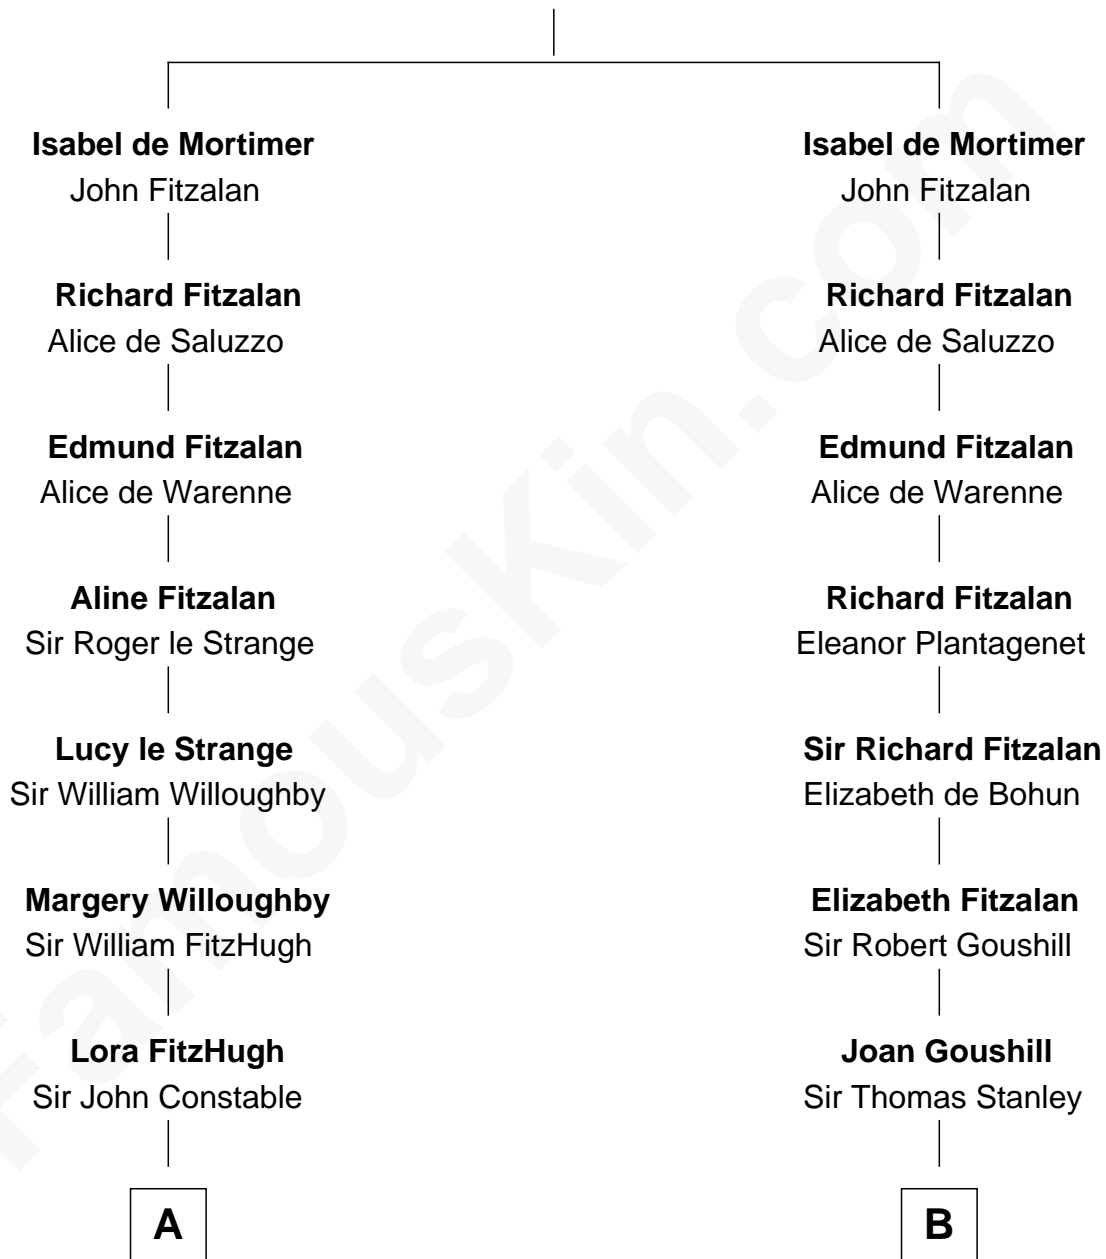 Isabel de Mortimer
John Fitzalan
Richard Fitzalan
Alice de Saluzzo
Edmund Fitzalan
Alice de Warenne
Aline Fitzalan
Sir Roger le Strange
Lucy le Strange
Sir William Willoughby
Margery Willoughby
Sir William FitzHugh
Lora FitzHugh
Sir John Constable
A
Isabel de Mortimer
John Fitzalan
Richard Fitzalan
Alice de Saluzzo
Edmund Fitzalan
Alice de Warenne
Richard Fitzalan
Eleanor Plantagenet
Sir Richard Fitzalan
Elizabeth de Bohun
Elizabeth Fitzalan
Sir Robert Goushill
Joan Goushill
Sir Thomas Stanley
B
FamousKin.com